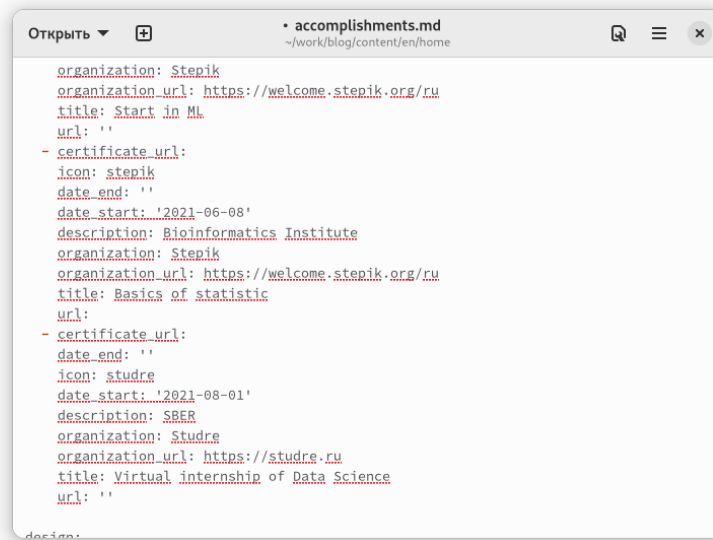 Открыть
• accomplishments.md
~/work/blog/content/en/home
organization: Stepik
organization_url: https://welcome.stepik.org/ru
title: Start in ML
url: ''
- certificate_url:
icon: stepik
date_end: ''
date_start: '2021-06-08'
description: Bioinformatics Institute
organization: Stepik
organization_url: https://welcome.stepik.org/ru
title: Basics of statistic
url:
- certificate_url:
date_end: ''
icon: studre
date_start: '2021-08-01'
description: SBER
organization: Studre
organization_url: https://studre.ru
title: Virtual internship of Data Science
url: ''
design: